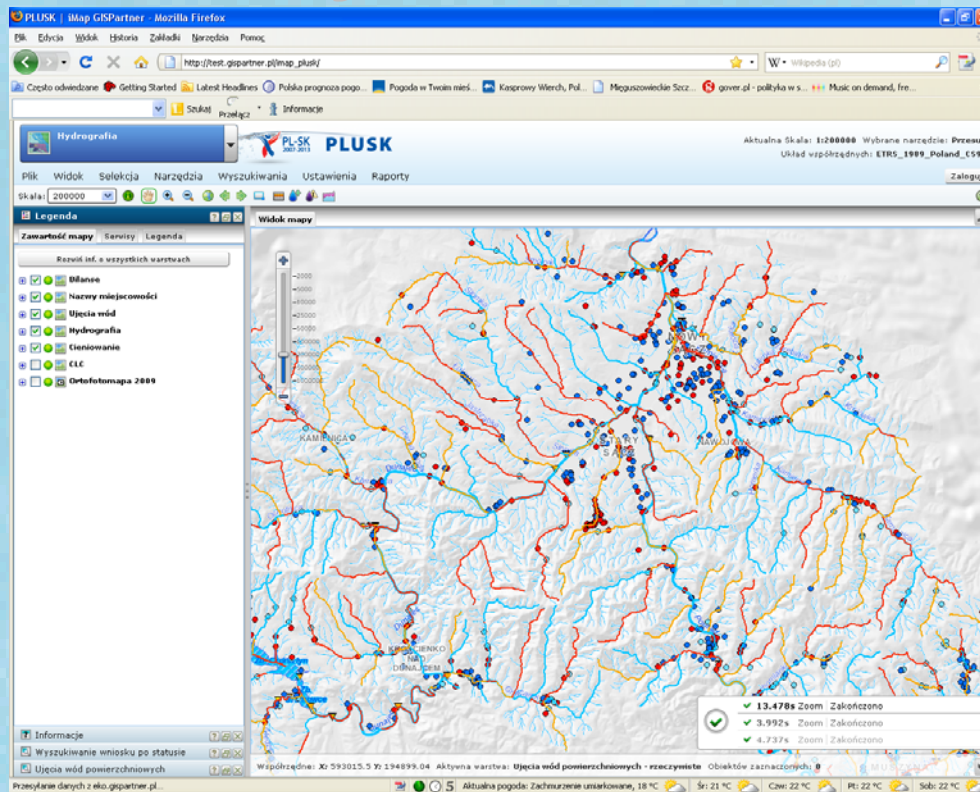 PLUSK | iMap GISPartner - Mozilla Firefox
Plik Edycja Widok Historia Zakładki Narzędzia Pomoc
http://test.gispartner.pl/imap_plusk/
W Wikipedia (pl)
Często odwiedzane Getting Started Latest Headlines Polska prognoza pogo... Pogoda w Twoim mieś... Kasprowy Wierch, Pol... Mięguszowieckie Szcz... gover.pl - polityka w s... Music on demand, fre...
Szukaj Przełącz Informacje
Hydrografia
PL-SK
2007-2013
PLUSK
Aktualna Skala: 1:200000 Wybrane narzędzie: Przesu
Układ współrzędnych: ETRS_1989_Poland_CS9
Plik Widok Selekcja Narzędzia Wyszukiwania Ustawienia Raporty
Zaloguj
Skala: 200000
Legenda
Widok mapy
Zawartość mapy Serwisy Legenda
Rozwiń inf. o wszystkich warstwach
Bilanse
Nazwy miejscowości
Ujęcia wód
Hydrografia
Cieniowanie
CLC
Ortofotomapa 2009
KAMIENICA
STARY
SĄCZ
NAWOJOWA
Dunajec
KROŚCIENKO
NAD
DUNAJCEM
MUSZYNA
13.478s Zoom Zakończono
3.992s Zoom Zakończono
4.737s Zoom Zakończono
Informacje
Wyszukiwanie wniosku po statusie
Ujęcia wód powierzchniowych
Współrzędne: X: 593015.5 Y: 194899.04 Aktywna warstwa: Ujęcia wód powierzchniowych - rzeczywiste Obiektów zaznaczonych: 0
Przesyłanie danych z eko.gispartner.pl...
5 Aktualna pogoda: Zachmurzenie umiarkowane, 18 °C Śr: 21 °C Czw: 22 °C Pt: 22 °C Sob: 22 °C